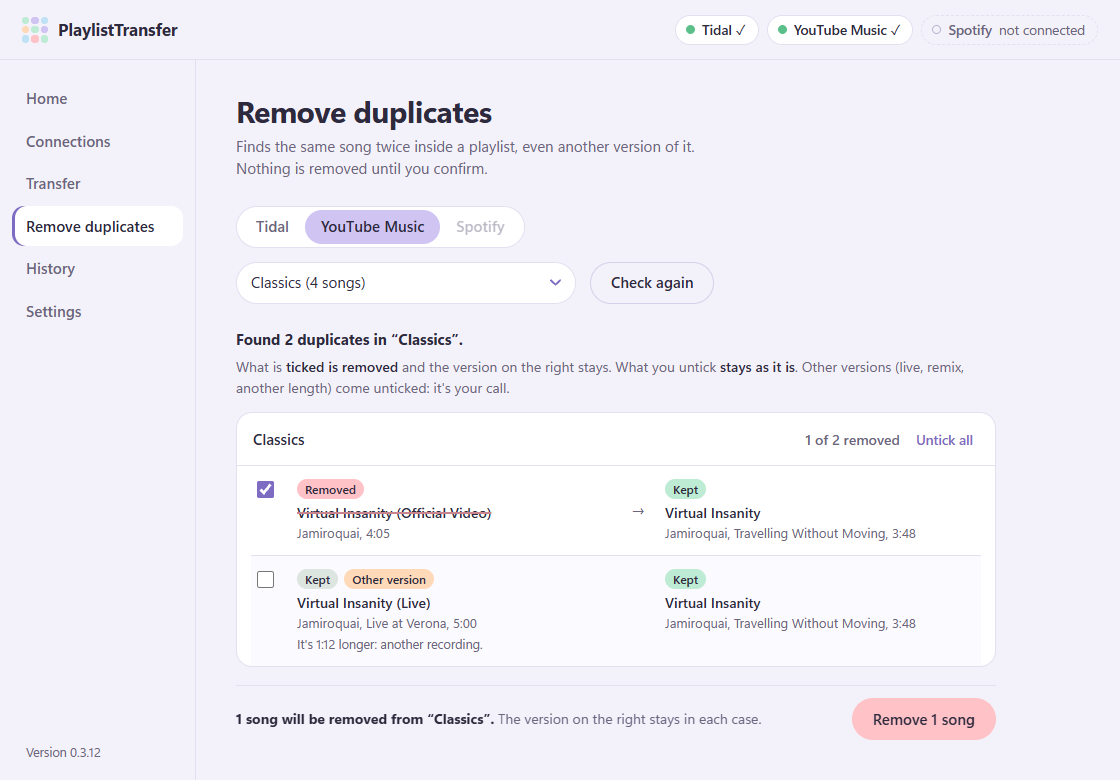 PlaylistTransfer
Tidal ✓
YouTube Music ✓
Spotify not connected
Home
Connections
Transfer
Remove duplicates
History
Settings
Version 0.3.12
Remove duplicates
Finds the same song twice inside a playlist, even another version of it.
Nothing is removed until you confirm.
Tidal
YouTube Music
Spotify
Classics (4 songs)
Check again
Found 2 duplicates in “Classics”.
What is ticked is removed and the version on the right stays. What you untick stays as it is. Other versions (live, remix,
another length) come unticked: it's your call.
Classics
1 of 2 removed
Untick all
Removed
Virtual Insanity (Official Video)
Jamiroquai, 4:05
→
Kept
Virtual Insanity
Jamiroquai, Travelling Without Moving, 3:48
Kept
Other version
Virtual Insanity (Live)
Jamiroquai, Live at Verona, 5:00
It's 1:12 longer: another recording.
Kept
Virtual Insanity
Jamiroquai, Travelling Without Moving, 3:48
1 song will be removed from “Classics”. The version on the right stays in each case.
Remove 1 song